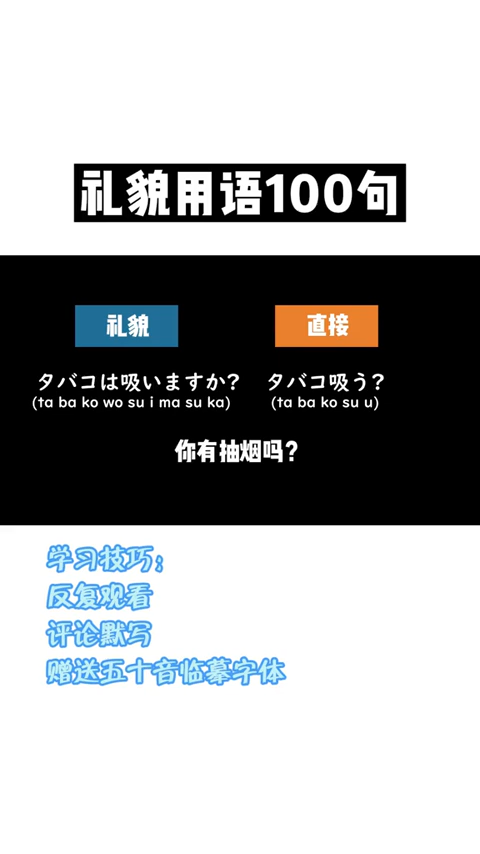 礼貌用语100句
礼貌
直接
タバコは吸いますか?
タバコ吸う?
(ta ba ko wo su i ma su ka)
(ta ba ko su u)
你有抽烟吗?
学习技巧:
反复观看
评论默写
赠送五十音临摹字体